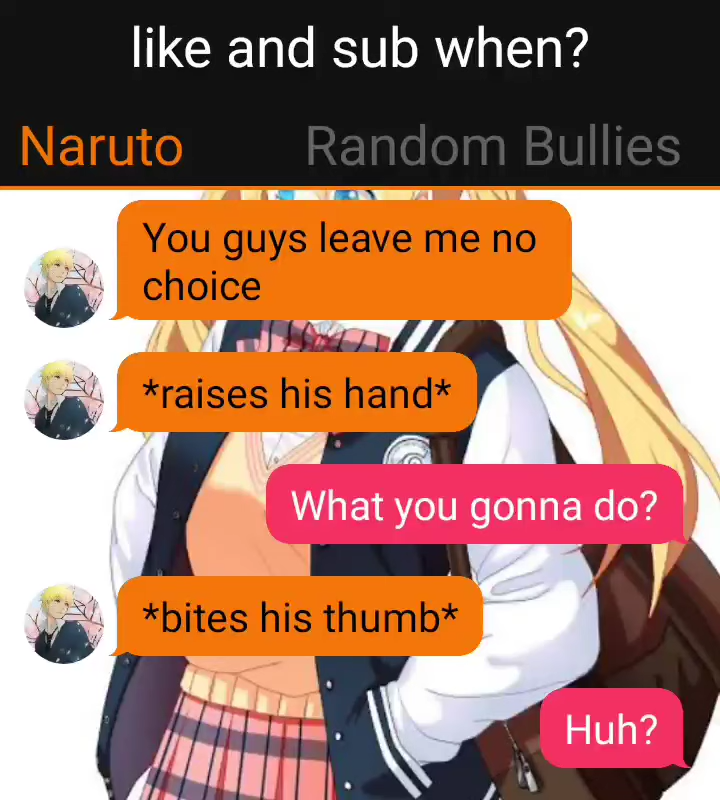 like and sub when?
Naruto
Random Bullies
You guys leave me no
choice
*raises his hand*
What you gonna do?
*bites his thumb*
Huh?